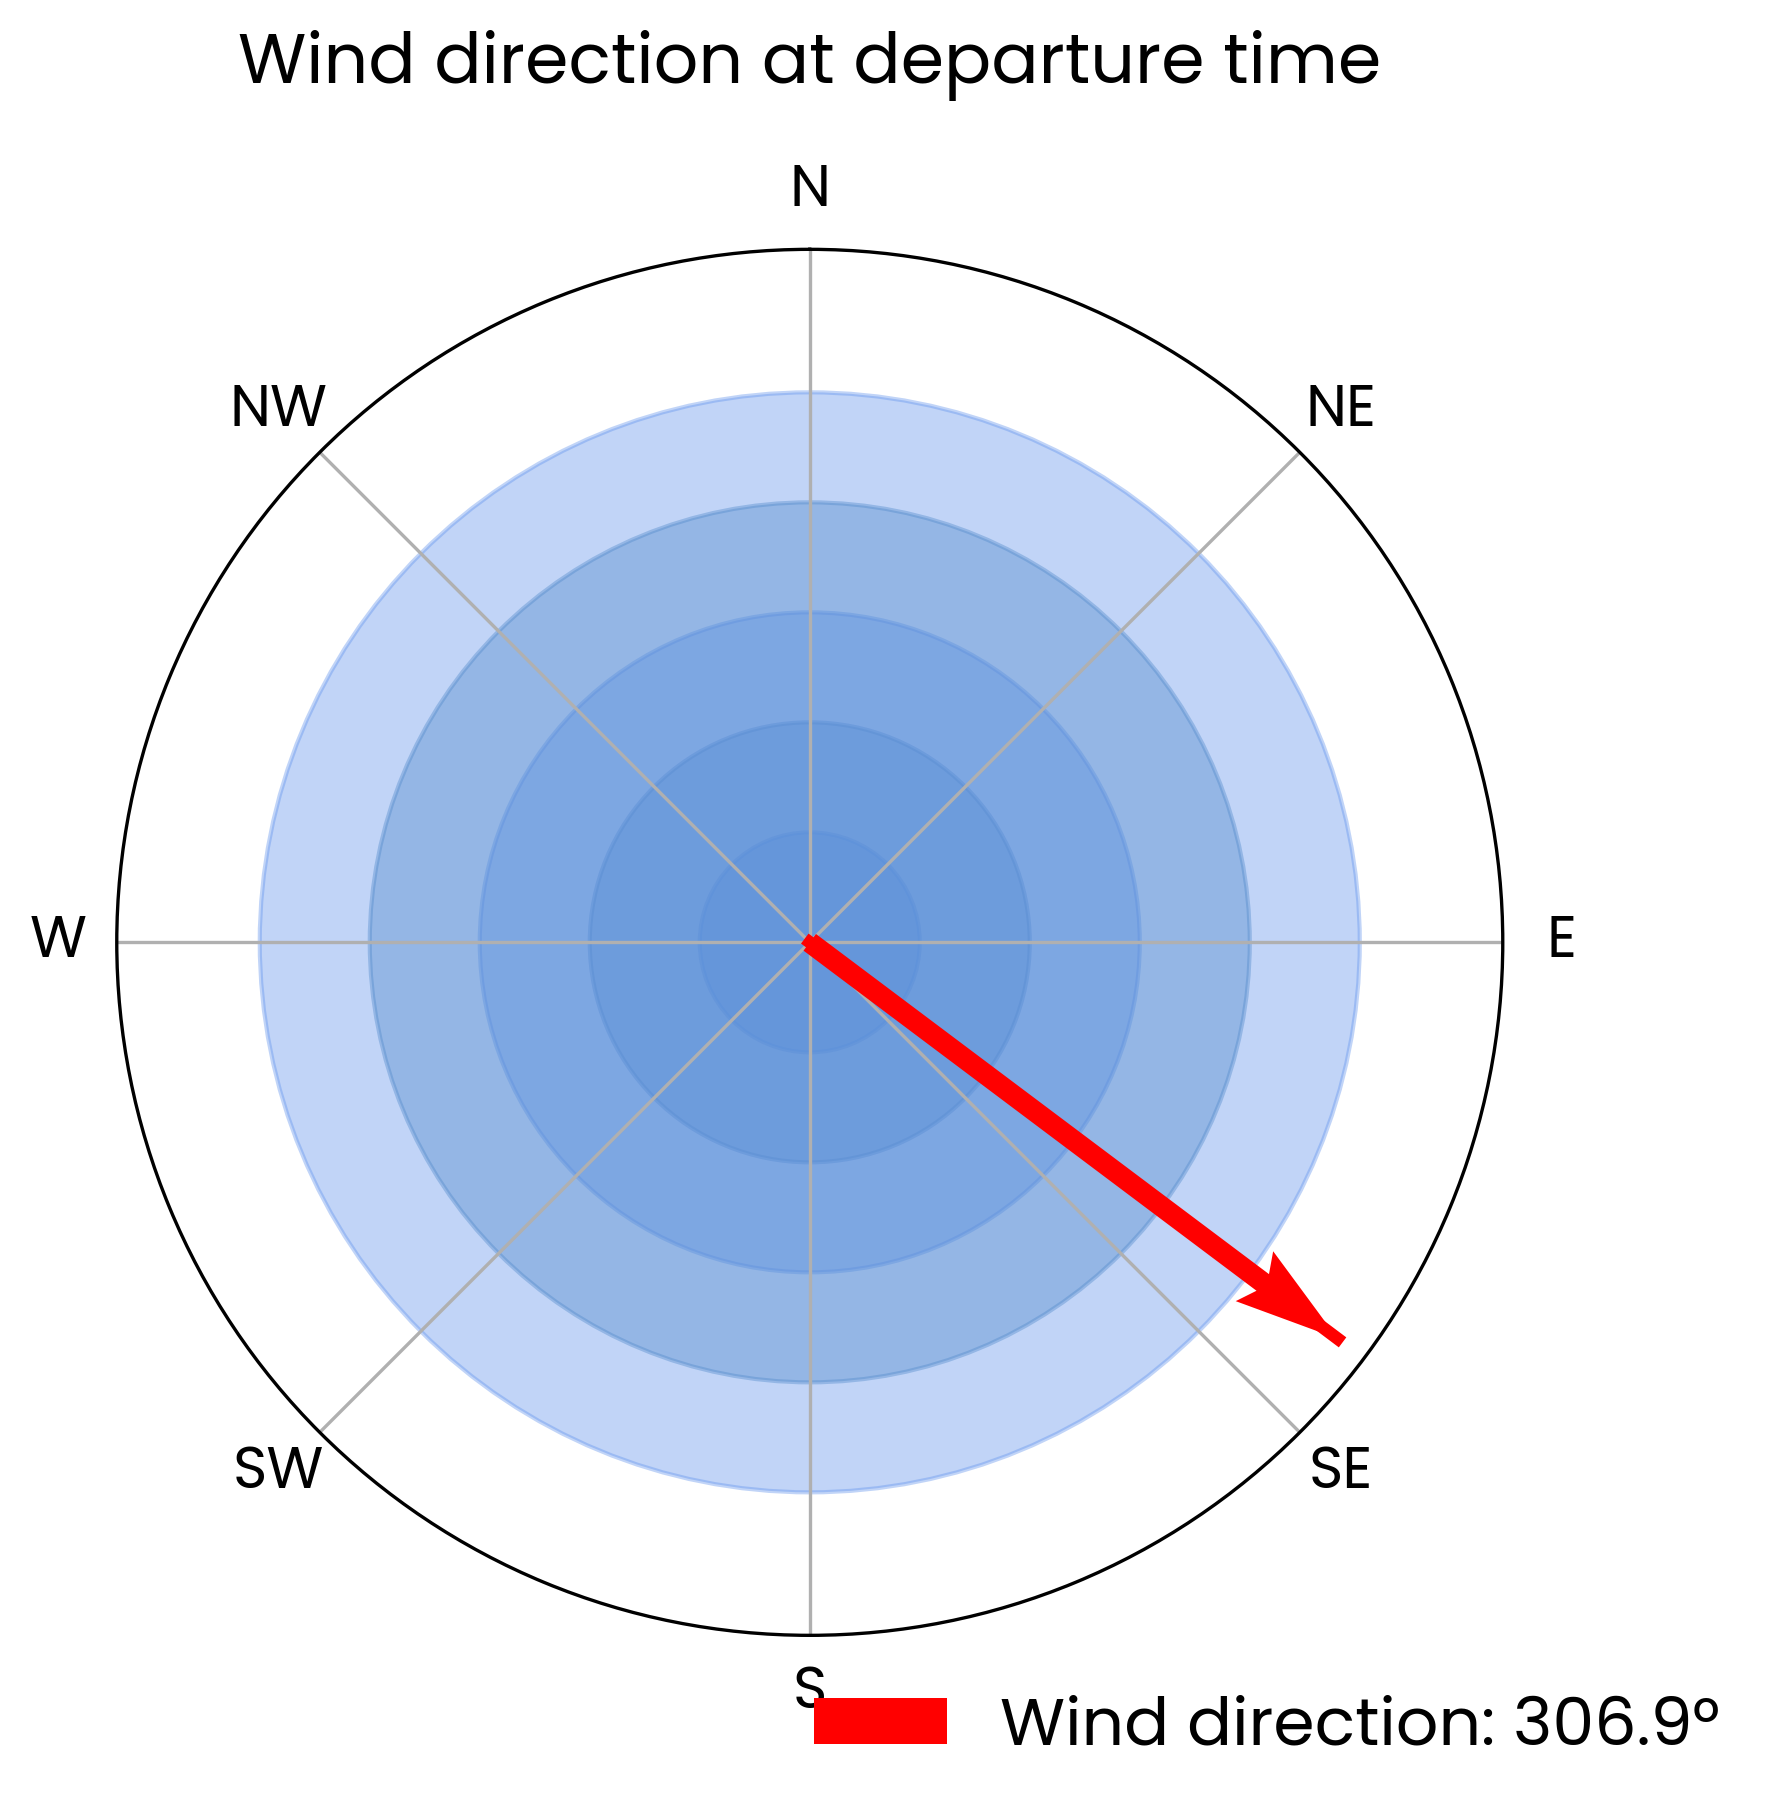 Wind direction at departure time
N
NW
NE
W
E
SW
SE
S
Wind direction: 306.9°